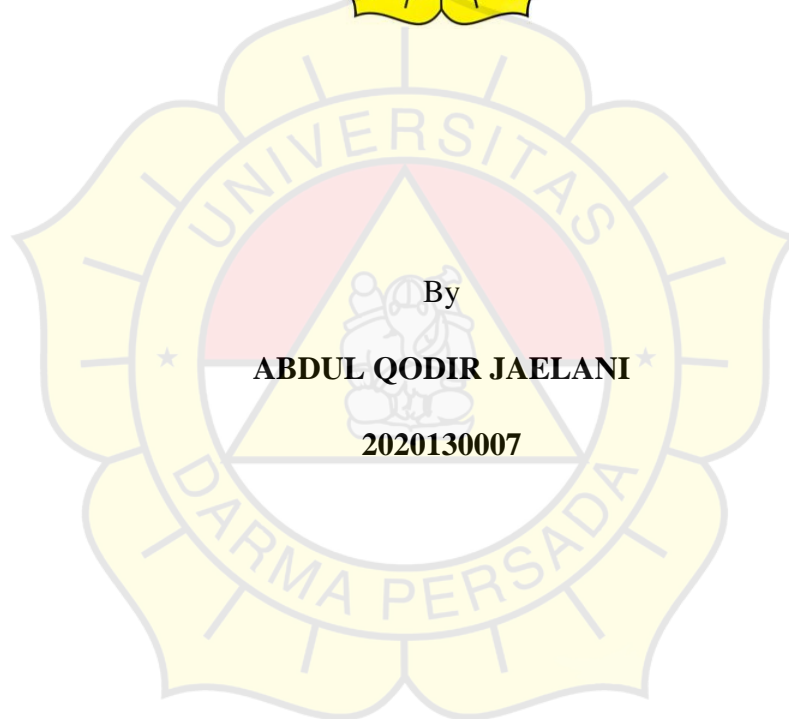 UNIVERSITAS
By
ABDUL QODIR JAELANI
2020130007
DARMA PERSADA